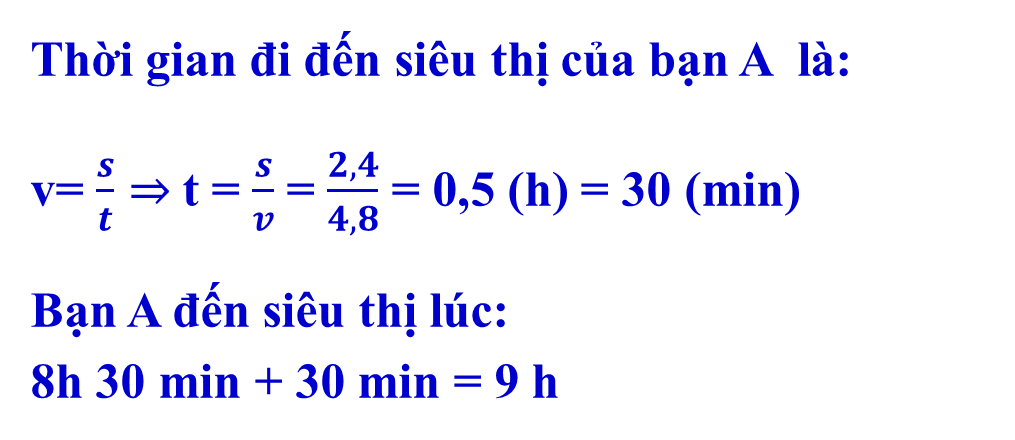 Thời gian đi đến siêu thị của bạn A là:
v= s/t ⇒ t = s/v = 2,4/4,8 = 0,5 (h) = 30 (min)
Bạn A đến siêu thị lúc:
8h 30 min + 30 min = 9 h